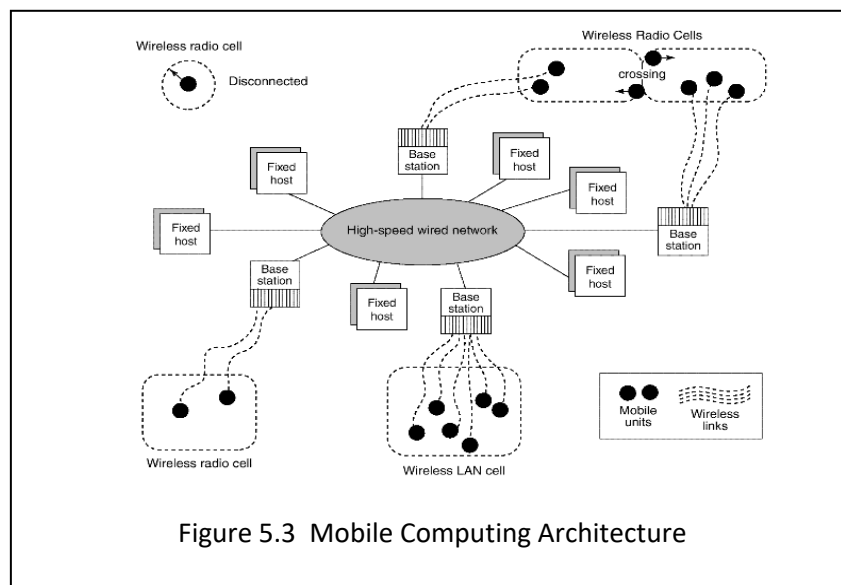 Wireless radio cell
Disconnected
Wireless Radio Cells
crossing
Base
station
Fixed
host
Fixed
host
Fixed
host
Fixed
host
High-speed wired network
Base
station
Base
station
Fixed
host
Fixed
host
Base
station
Mobile
units
Wireless
links
Wireless radio cell
Wireless LAN cell
Figure 5.3 Mobile Computing Architecture